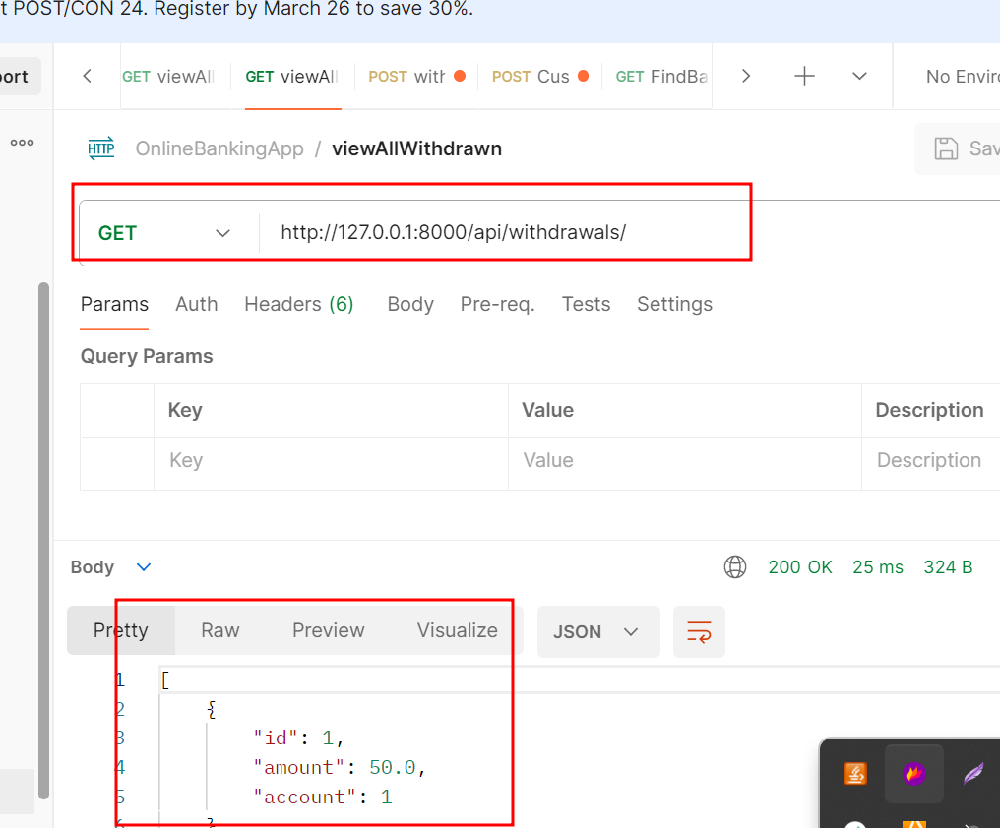 t POST/CON 24. Register by March 26 to save 30%.
port
GET viewAll
GET viewAll
POST with
POST Cus
GET FindBa
No Enviro
HTTP
OnlineBankingApp / viewAllWithdrawn
Sav
GET
http://127.0.0.1:8000/api/withdrawals/
Params Auth Headers (6) Body Pre-req. Tests Settings
Query Params
Key Value Description
Key Value Description
Body
200 OK 25 ms 324 B
Pretty Raw Preview Visualize JSON
1 [
2 {
3 "id": 1,
4 "amount": 50.0,
5 "account": 1
6 }